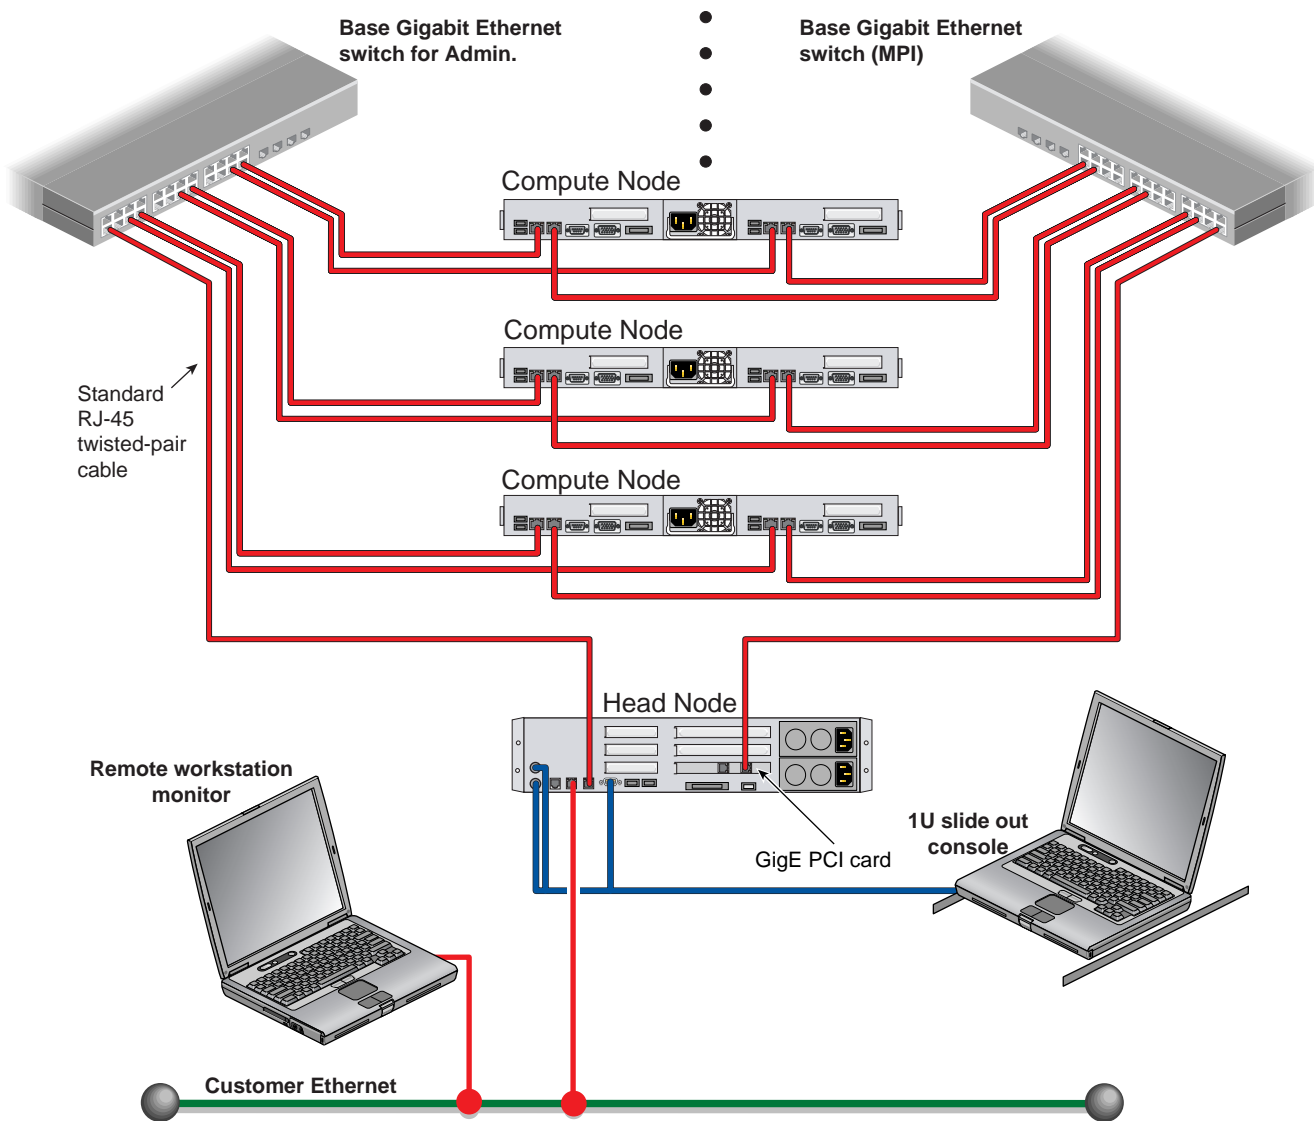 Base Gigabit Ethernet
switch for Admin.
Base Gigabit Ethernet
switch (MPI)
Compute Node
Compute Node
Standard
RJ-45
twisted-pair
cable
Compute Node
Head Node
Remote workstation
monitor
1U slide out
console
GigE PCI card
Customer Ethernet